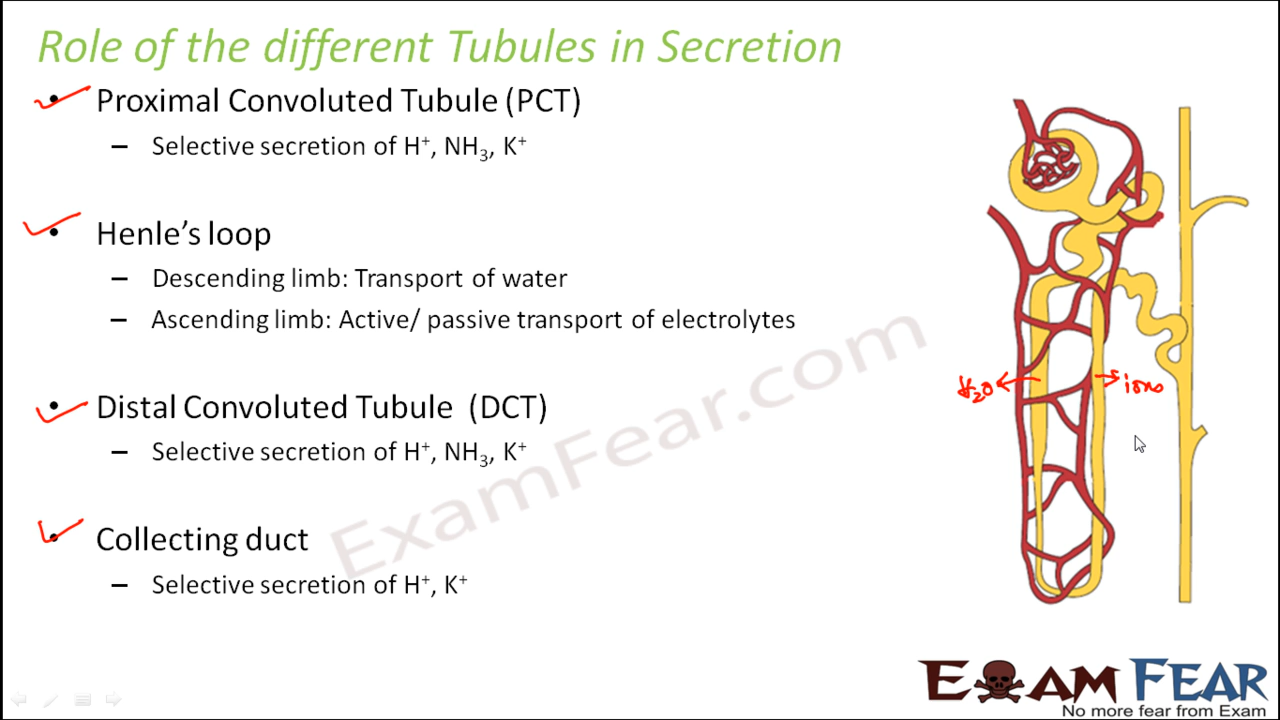 Role of the different Tubules in Secretion
• Proximal Convoluted Tubule (PCT)
– Selective secretion of H⁺, NH₃, K⁺
• Henle’s loop
– Descending limb: Transport of water
– Ascending limb: Active/ passive transport of electrolytes
H₂O
ions
• Distal Convoluted Tubule (DCT)
– Selective secretion of H⁺, NH₃, K⁺
• Collecting duct
– Selective secretion of H⁺, K⁺
ExamFear.com
EXAM FEAR
No more fear from Exam